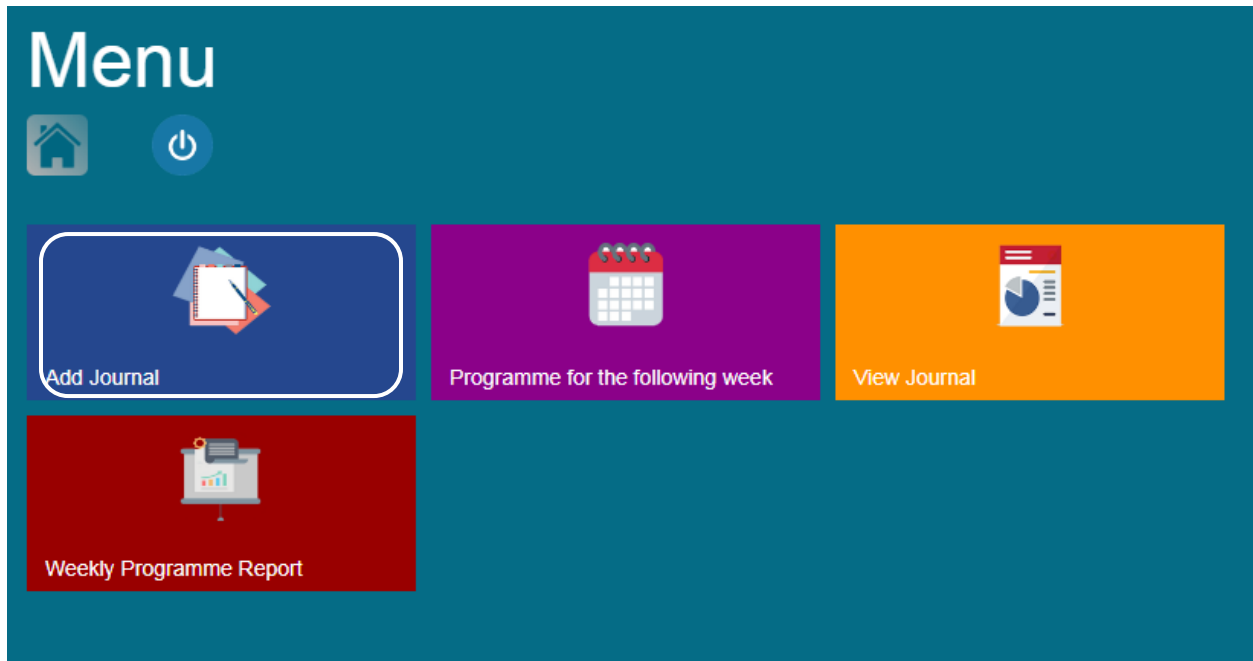 Menu
Add Journal
Programme for the following week
View Journal
Weekly Programme Report